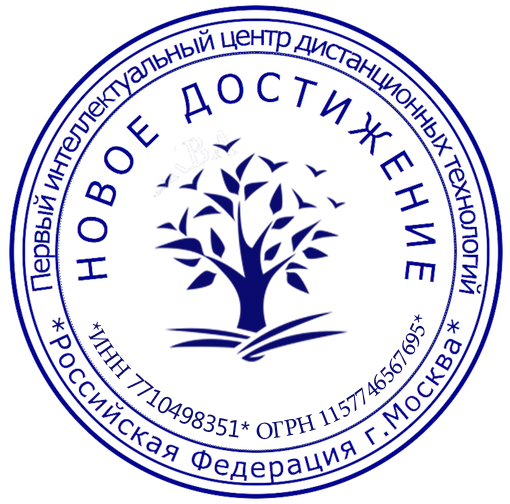 Первый интеллектуальный центр дистанционных технологий
НОВОЕ ДОСТИЖЕНИЕ
*ИНН 7710498351* ОГРН 1157746567695*
*Российская Федерация г.Москва*